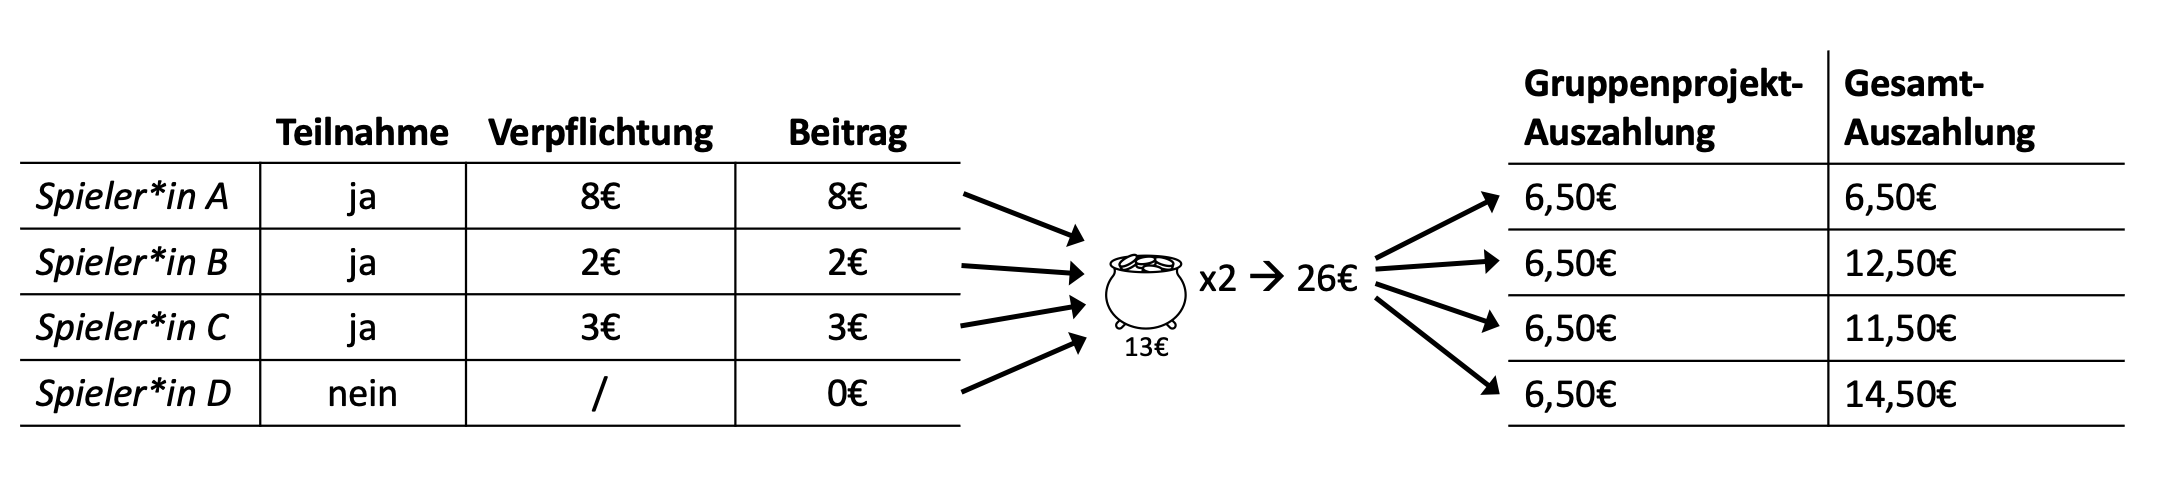 Teilnahme Verpflichtung Beitrag
Spieler*in A ja 8€ 8€
Spieler*in B ja 2€ 2€
Spieler*in C ja 3€ 3€
Spieler*in D nein / 0€
13€
x2 → 26€
Gruppenprojekt- Gesamt-
Auszahlung Auszahlung
6,50€ 6,50€
6,50€ 12,50€
6,50€ 11,50€
6,50€ 14,50€